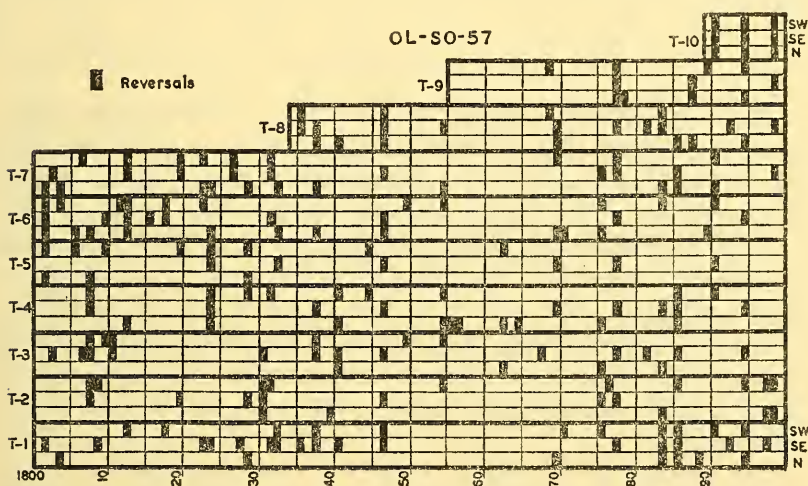 OL-SO-57
T-10
SW
SE
N
Reversals
T-9
T-8
T-7
T-6
T-5
T-4
T-3
T-2
T-1
SW
SE
N
1800
10
20
30
40
50
60
70
80
90